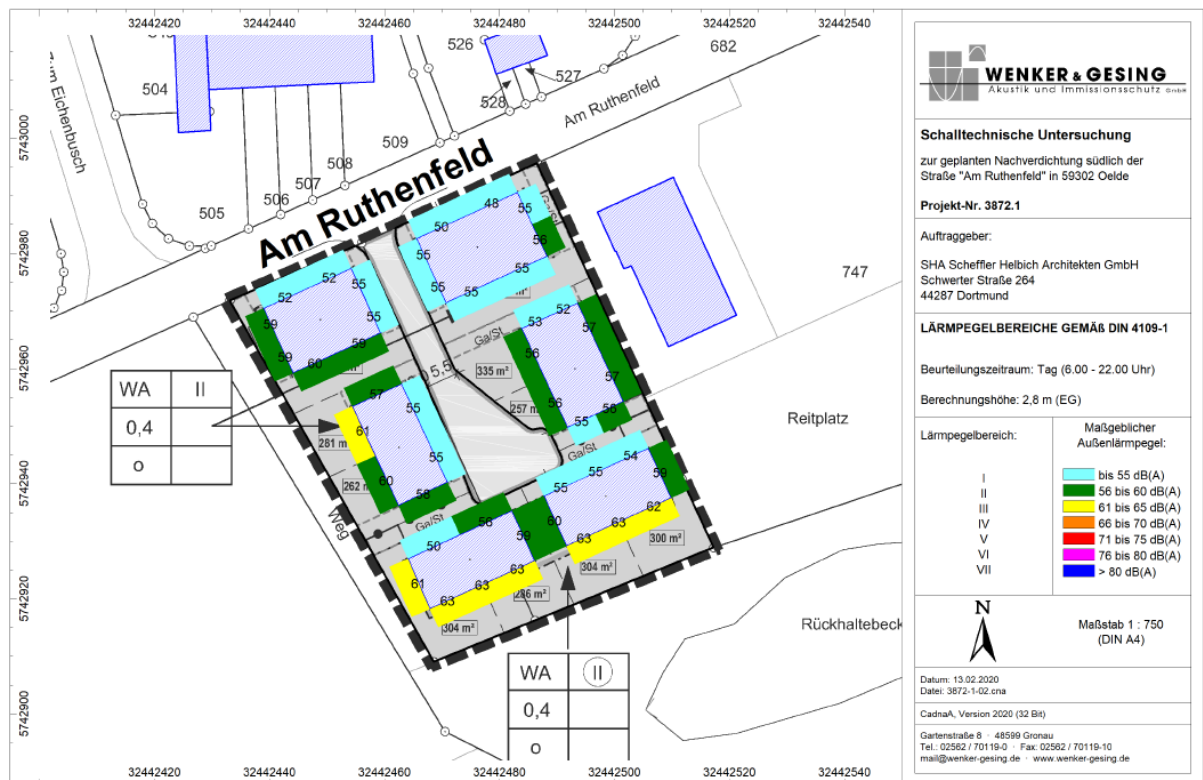 32442440
32442460
32442480
32442500
32442520
32442540
5743000
5742980
5742960
5742940
5742920
5742900
526
682
527
528
504
Am Ruthenfeld
509
508
507
506
505
Am Ruthenfeld
48
50
55
56
55
55
55
55
747
Ga/St
52
52
55
55
59
59
59
60
53
52
57
56
57
56
56
55
Ga/St
5,5
335 m²
257 m
WA II
0,4
o
57
55
61
55
60
58
281 m
262 m
Reitplatz
Ga/St
54
55
55
59
60
62
63
63
300 m²
304 m²
Ga/St
Weg
56
59
63
63
63
61
286 m²
304 m²
Rückhaltebeck
WA II
0,4
o
32442440
32442460
32442480
32442500
32442520
32442540
WENKER & GESING
Akustik und Immissionsschutz GmbH
Schalltechnische Untersuchung
zur geplanten Nachverdichtung südlich der
Straße "Am Ruthenfeld" in 59302 Oelde
Projekt-Nr. 3872.1
Auftraggeber:
SHA Scheffler Helbich Architekten GmbH
Schwerter Straße 264
44287 Dortmund
LÄRMPEGELBEREICHE GEMÄß DIN 4109-1
Beurteilungszeitraum: Tag (6.00 - 22.00 Uhr)
Berechnungshöhe: 2,8 m (EG)
Lärmpegelbereich:
Maßgeblicher
Außenlärmpegel:
I bis 55 dB(A)
II 56 bis 60 dB(A)
III 61 bis 65 dB(A)
IV 66 bis 70 dB(A)
V 71 bis 75 dB(A)
VI 76 bis 80 dB(A)
VII > 80 dB(A)
N
Maßstab 1 : 750
(DIN A4)
Datum: 13.02.2020
Datei: 3872-1-02.cna
CadnaA, Version 2020 (32 Bit)
Gartenstraße 8 · 48599 Gronau
Tel.: 02562 / 70119-0 · Fax: 02562 / 70119-10
mail@wenker-gesing.de · www.wenker-gesing.de